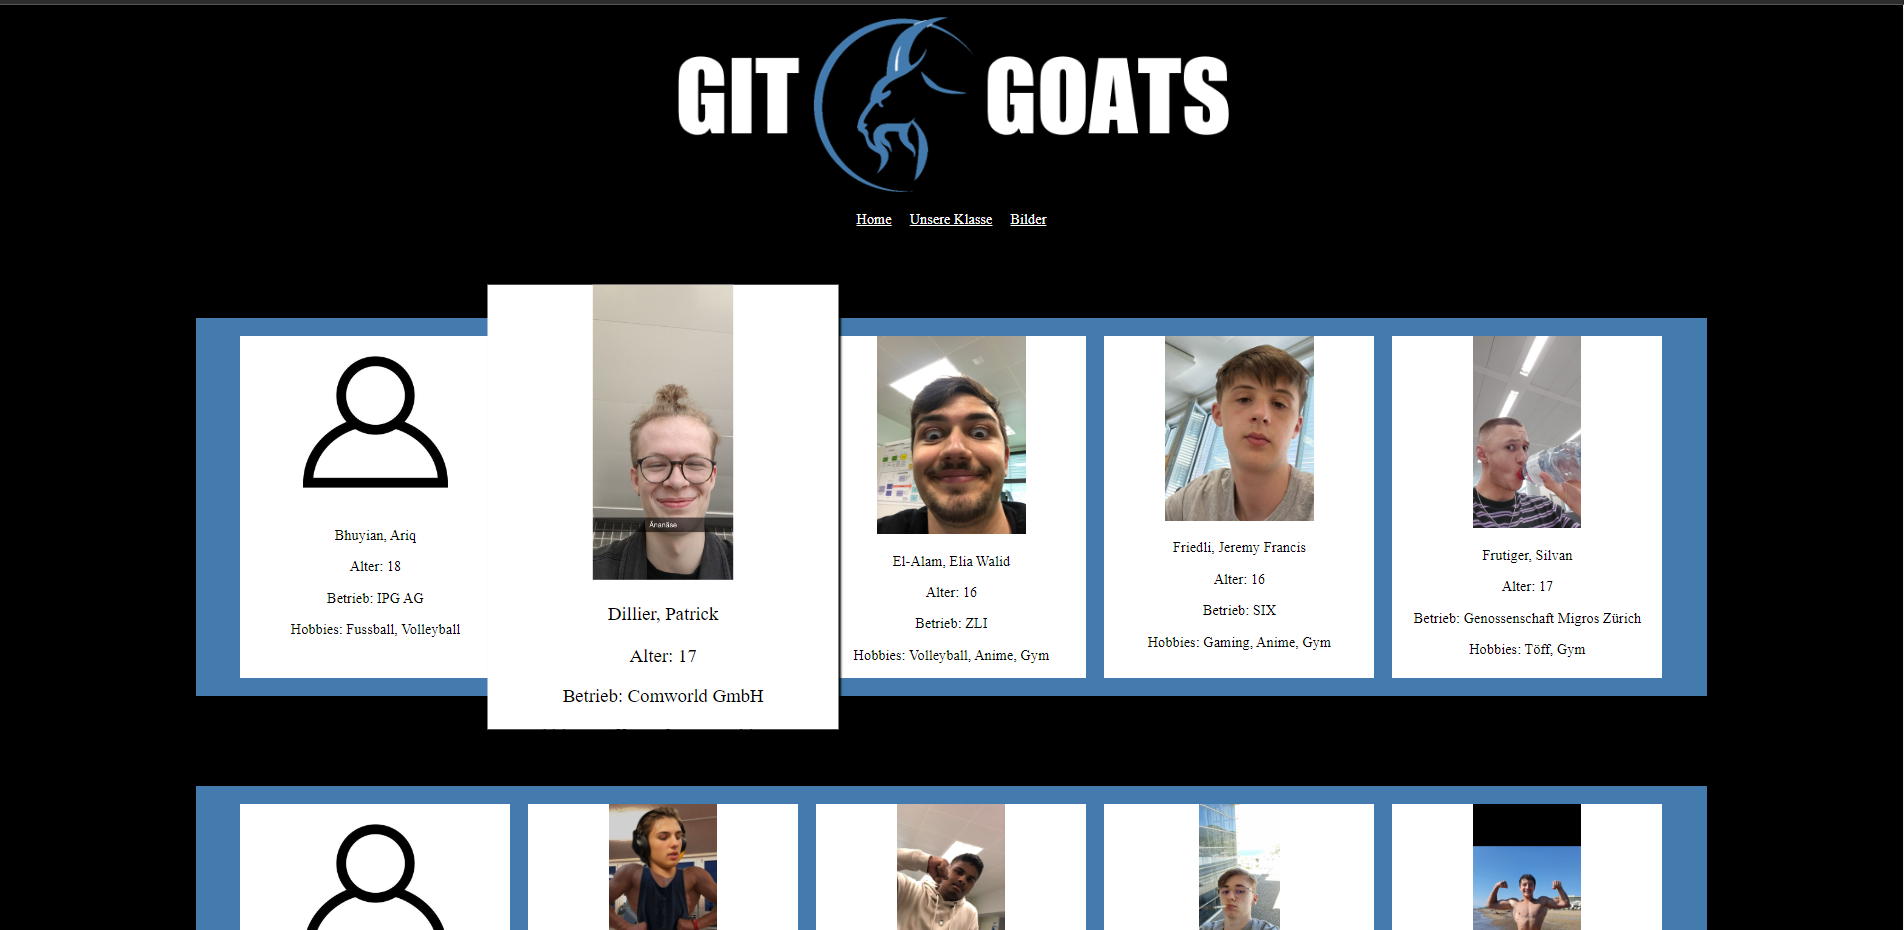 GIT GOATS
Home Unsere Klasse Bilder
Bhuyian, Ariq
Alter: 18
Betrieb: IPG AG
Hobbies: Fussball, Volleyball
Ananäse
Dillier, Patrick
Alter: 17
Betrieb: Comworld GmbH
El-Alam, Elia Walid
Alter: 16
Betrieb: ZLI
Hobbies: Volleyball, Anime, Gym
Friedli, Jeremy Francis
Alter: 16
Betrieb: SIX
Hobbies: Gaming, Anime, Gym
Frutiger, Silvan
Alter: 17
Betrieb: Genossenschaft Migros Zürich
Hobbies: Töff, Gym